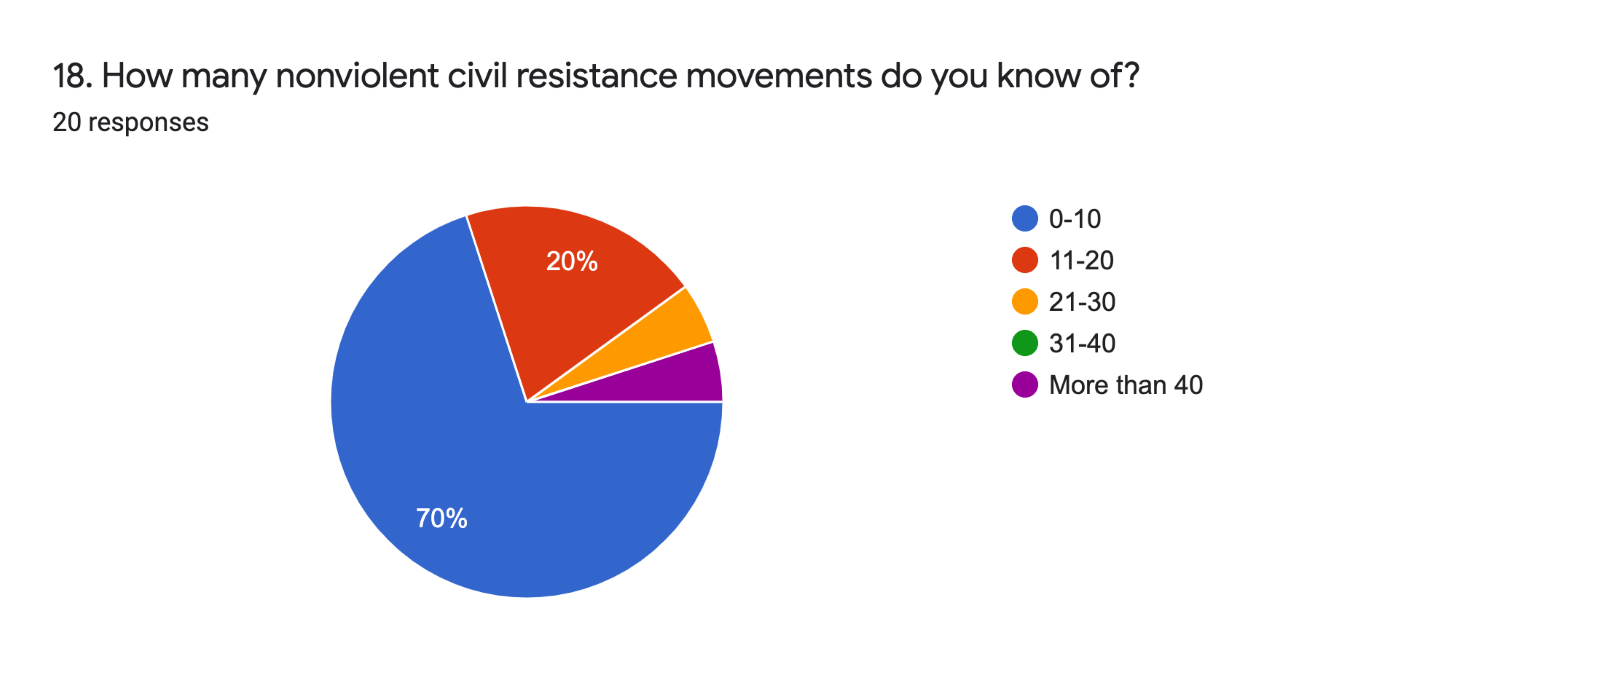 18. How many nonviolent civil resistance movements do you know of?
20 responses
20%
70%
0-10
11-20
21-30
31-40
More than 40